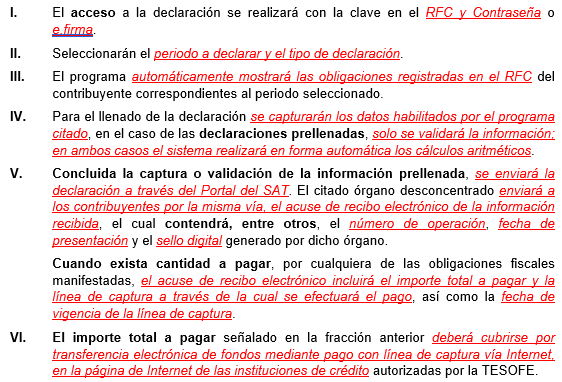 I. El acceso a la declaración se realizará con la clave en el RFC y Contraseña o
e.firma.
II. Seleccionarán el periodo a declarar y el tipo de declaración.
III. El programa automáticamente mostrará las obligaciones registradas en el RFC del
contribuyente correspondientes al periodo seleccionado.
IV. Para el llenado de la declaración se capturarán los datos habilitados por el programa
citado, en el caso de las declaraciones prellenadas, solo se validará la información;
en ambos casos el sistema realizará en forma automática los cálculos aritméticos.
V. Concluida la captura o validación de la información prellenada, se enviará la
declaración a través del Portal del SAT. El citado órgano desconcentrado enviará a
los contribuyentes por la misma vía, el acuse de recibo electrónico de la información
recibida, el cual contendrá, entre otros, el número de operación, fecha de
presentación y el sello digital generado por dicho órgano.
Cuando exista cantidad a pagar, por cualquiera de las obligaciones fiscales
manifestadas, el acuse de recibo electrónico incluirá el importe total a pagar y la
línea de captura a través de la cual se efectuará el pago, así como la fecha de
vigencia de la línea de captura.
VI. El importe total a pagar señalado en la fracción anterior deberá cubrirse por
transferencia electrónica de fondos mediante pago con línea de captura vía Internet,
en la página de Internet de las instituciones de crédito autorizadas por la TESOFE.